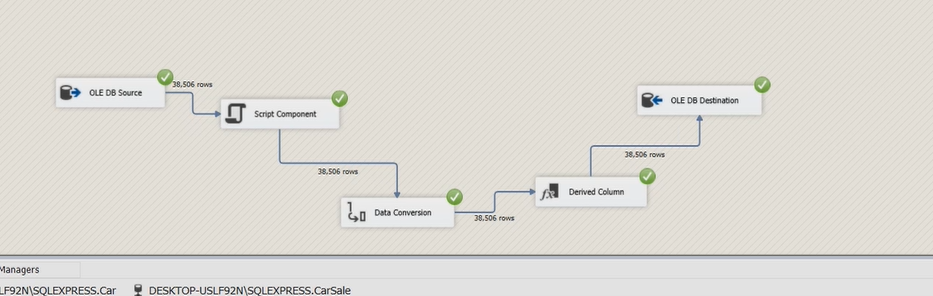 OLE DB Source
38,506 rows
Script Component
38,506 rows
Data Conversion
38,506 rows
Derived Column
38,506 rows
OLE DB Destination
Managers
LF92N\SQLEXPRESS.Car
DESKTOP-USLF92N\SQLEXPRESS.CarSale